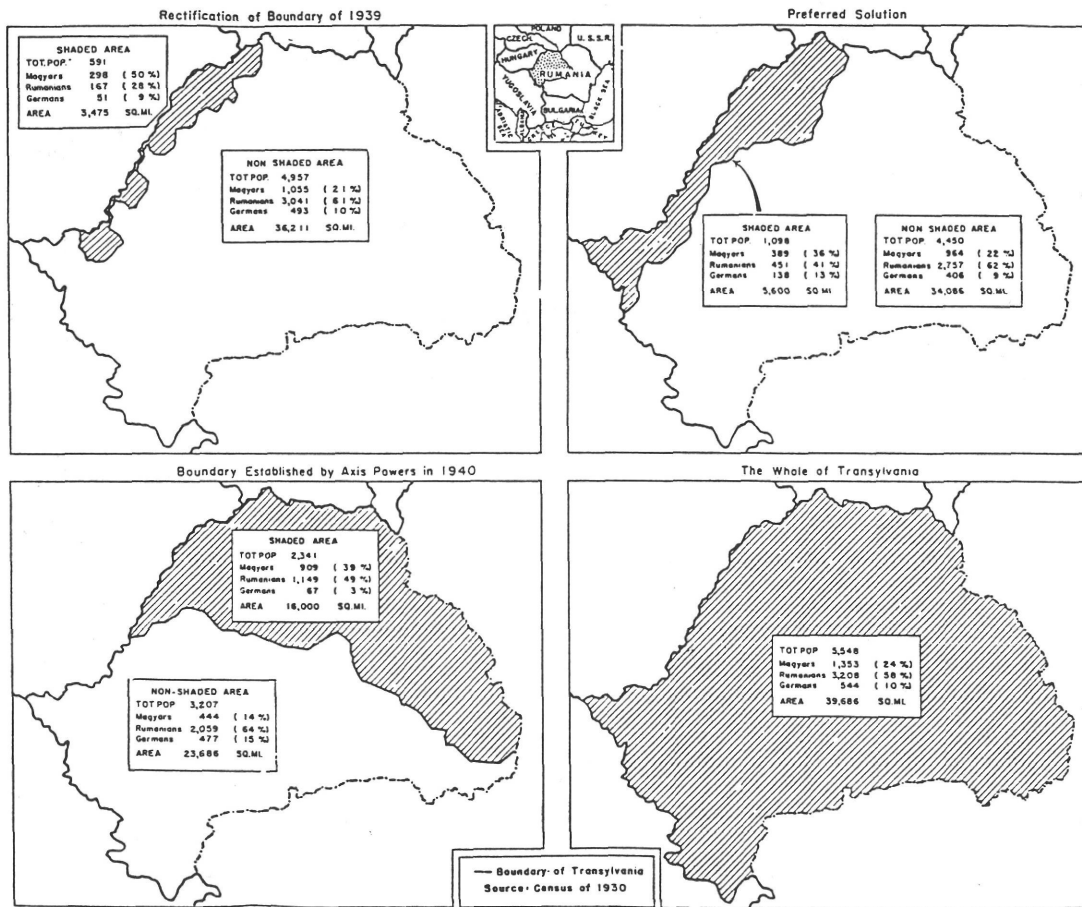 Rectification of Boundary of 1939
SHADED AREA
TOT. POP. 591
Magyars 298 ( 50 %)
Rumanians 167 ( 28 %)
Germans 51 ( 9 %)
AREA 3,475 SQ. MI.
NON SHADED AREA
TOT POP. 4,957
Magyars 1,055 ( 21 %)
Rumanians 3,041 ( 61 %)
Germans 493 ( 10 %)
AREA 36,211 SQ. MI.
POLAND
CZECH.
U. S. S. R.
HUNGARY
RUMANIA
YUGOSLAVIA
BULGARIA
BLACK SEA
ADRIATIC SEA
Preferred Solution
SHADED AREA
TOT POP 1,098
Magyars 389 ( 36 %)
Rumanians 451 ( 41 %)
Germans 138 ( 13 %)
AREA 5,600 SQ MI.
NON SHADED AREA
TOT POP 4,450
Magyars 964 ( 22 %)
Rumanians 2,757 ( 62 %)
Germans 406 ( 9 %)
AREA 34,086 SQ. MI.
Boundary Established by Axis Powers in 1940
SHADED AREA
TOT POP 2,341
Magyars 909 ( 39 %)
Rumanians 1,149 ( 49 %)
Germans 67 ( 3 %)
AREA 16,000 SQ. MI.
NON-SHADED AREA
TOT POP 3,207
Magyars 444 ( 14 %)
Rumanians 2,059 ( 64 %)
Germans 477 ( 15 %)
AREA 23,686 SQ. MI.
The Whole of Transylvania
TOT POP 5,548
Magyars 1,353 ( 24 %)
Rumanians 3,208 ( 58 %)
Germans 544 ( 10 %)
AREA 39,686 SQ. MI.
Boundary of Transylvania
Source: Census of 1930